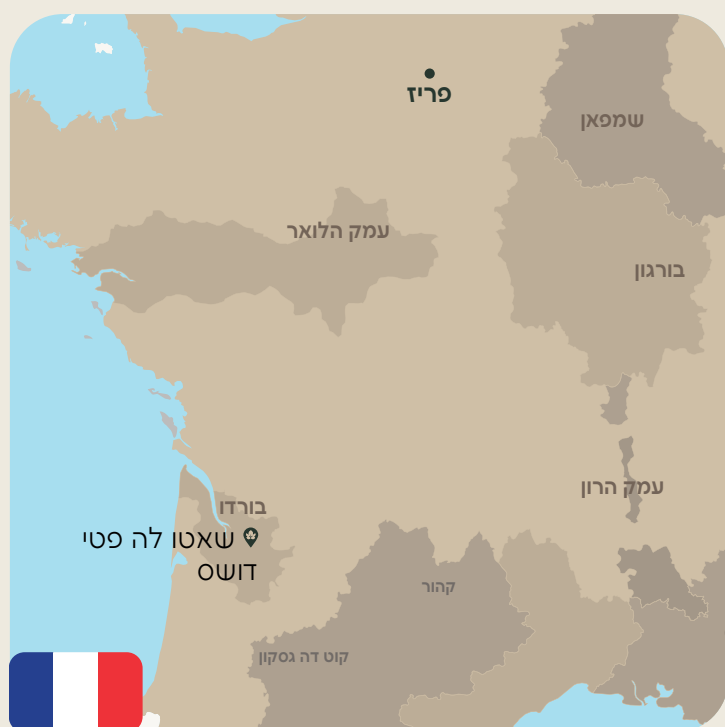 פריז
שמפאן
עמק הלואר
בורגון
עמק הרון
בורדו
שאטו לה פטי
דושס
קהור
קוט דה גסקון